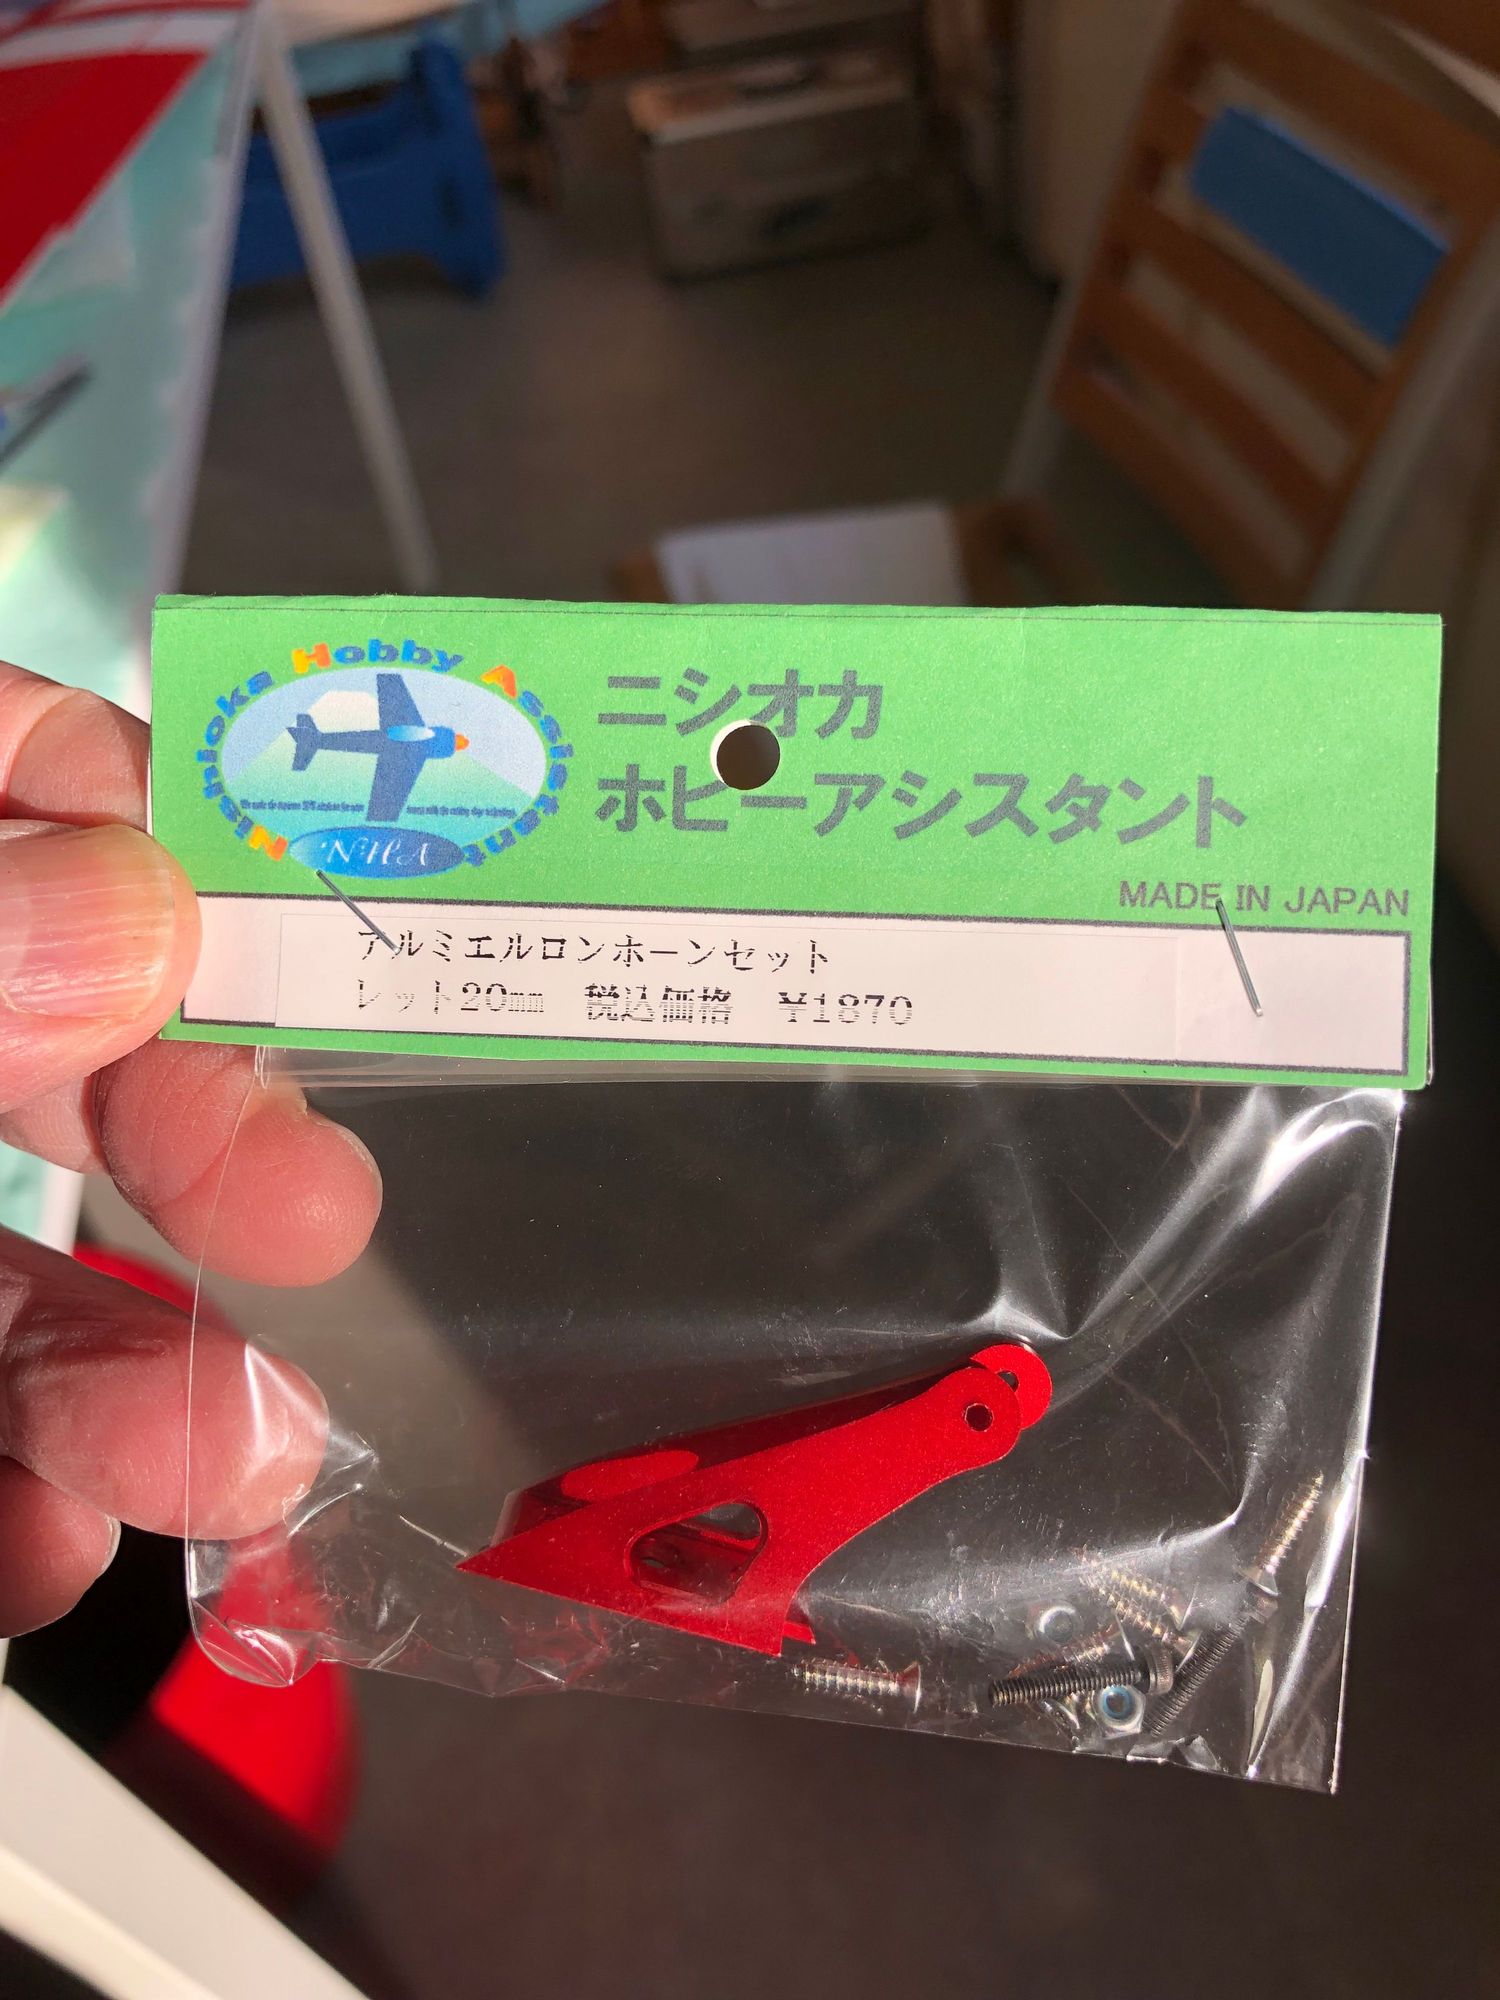 Nishioka Hobby Assistant
N.H.A
ニシオカ
ホビーアシスタント
MADE IN JAPAN
アルミエルロンホーンセット
レット20mm 税込価格 ¥1870